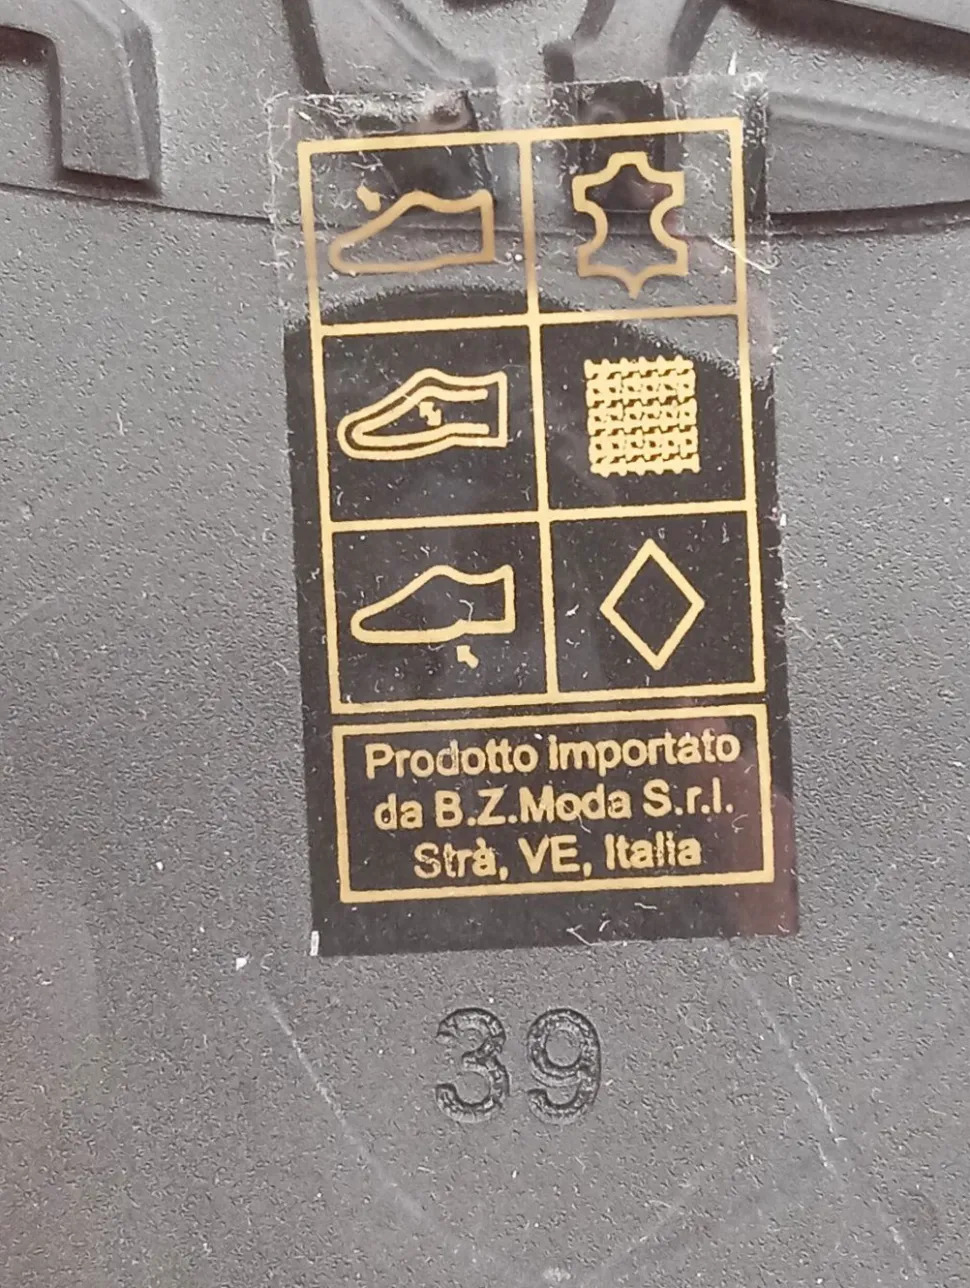 Prodotto importato
da B.Z.Moda S.r.l.
Strà, VE, Italia
39